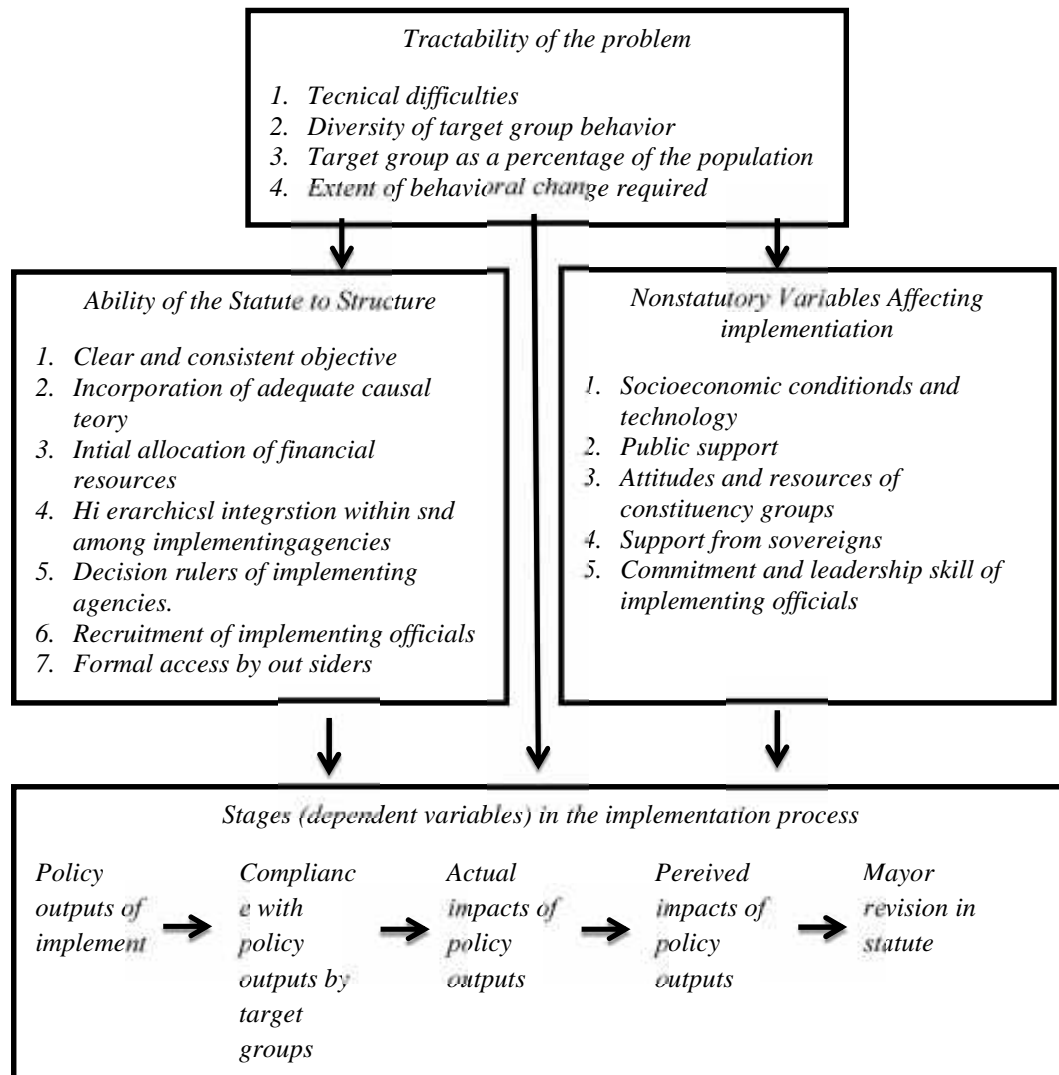 Tractability of the problem
1. Tecnical difficulties
2. Diversity of target group behavior
3. Target group as a percentage of the population
4. Extent of behavioral change required
Ability of the Statute to Structure
1. Clear and consistent objective
2. Incorporation of adequate causal
teory
3. Intial allocation of financial
resources
4. Hi erarchicsl integrstion within snd
among implementingagencies
5. Decision rulers of implementing
agencies.
6. Recruitment of implementing officials
7. Formal access by out siders
Nonstatutory Variables Affecting
implementiation
1. Socioeconomic conditionds and
technology
2. Public support
3. Attitudes and resources of
constituency groups
4. Support from sovereigns
5. Commitment and leadership skill of
implementing officials
Stages (dependent variables) in the implementation process
Policy
outputs of
implement
Complianc
e with
policy
outputs by
target
groups
Actual
impacts of
policy
outputs
Pereived
impacts of
policy
outputs
Mayor
revision in
statute